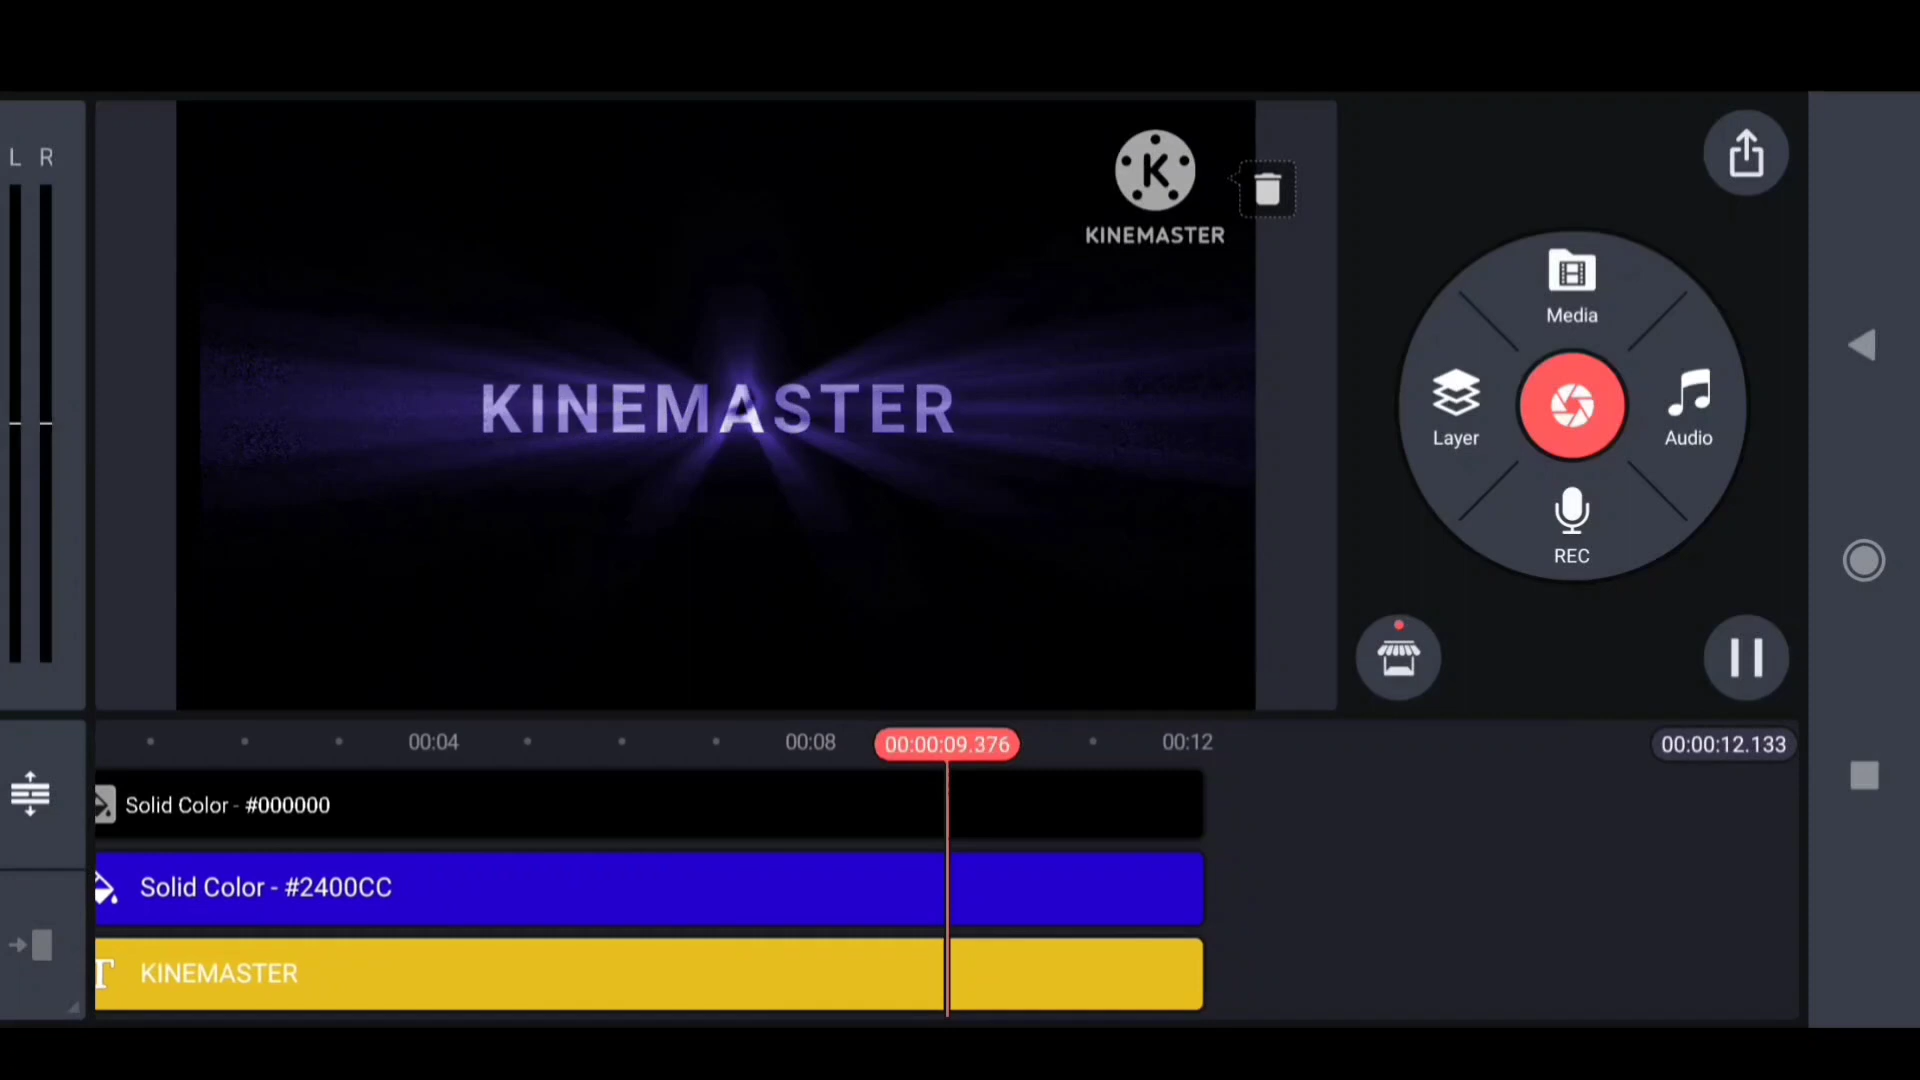 L R
K
KINEMASTER
KINEMASTER
Media
Layer
Audio
REC
00:04
00:08
00:00:09.376
00:12
00:00:12.133
Solid Color - #000000
Solid Color - #2400CC
T KINEMASTER